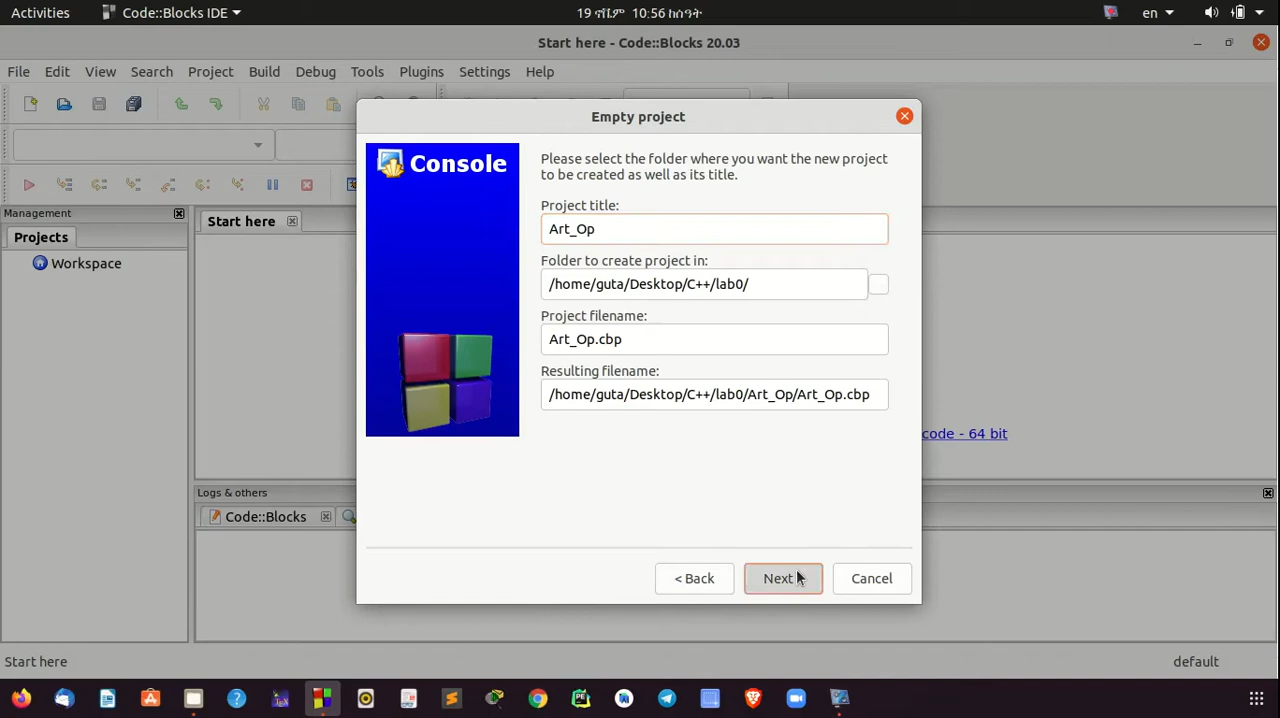 Activities Code::Blocks IDE 19 ኖቬም 10:56 ከሰዓት en
Start here - Code::Blocks 20.03
File Edit View Search Project Build Debug Tools Plugins Settings Help
Empty project
Console
Please select the folder where you want the new project
to be created as well as its title.
Project title:
Art_Op
Folder to create project in:
/home/guta/Desktop/C++/lab0/
Project filename:
Art_Op.cbp
Resulting filename:
/home/guta/Desktop/C++/lab0/Art_Op/Art_Op.cbp
< Back Next Cancel
Management
Projects
Workspace
Start here
code - 64 bit
Logs & others
Code::Blocks
Start here default